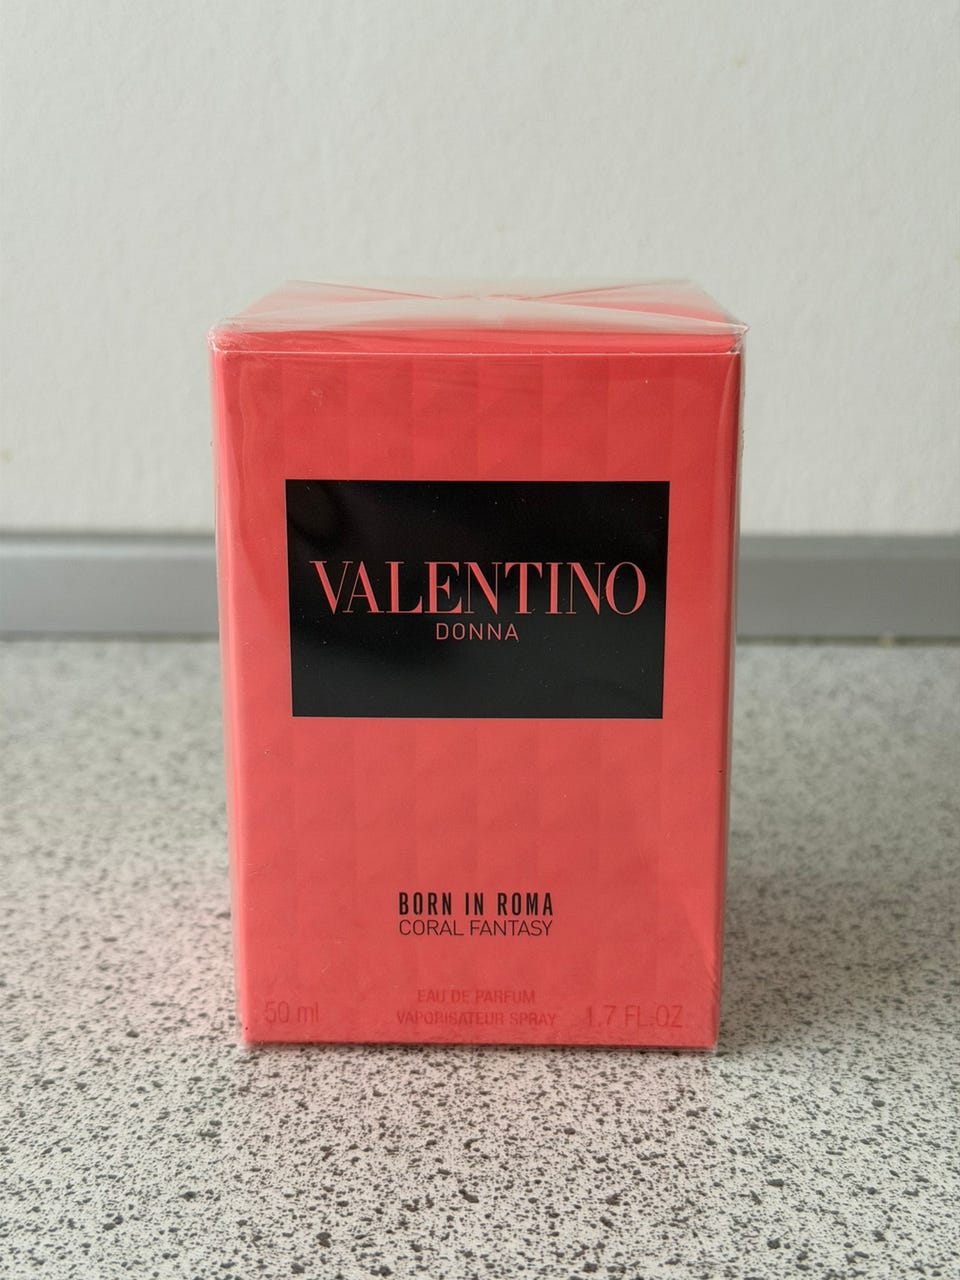 VALENTINO
DONNA
BORN IN ROMA
CORAL FANTASY
EAU DE PARFUM
50 ml VAPORISATEUR SPRAY 1.7 FL.OZ